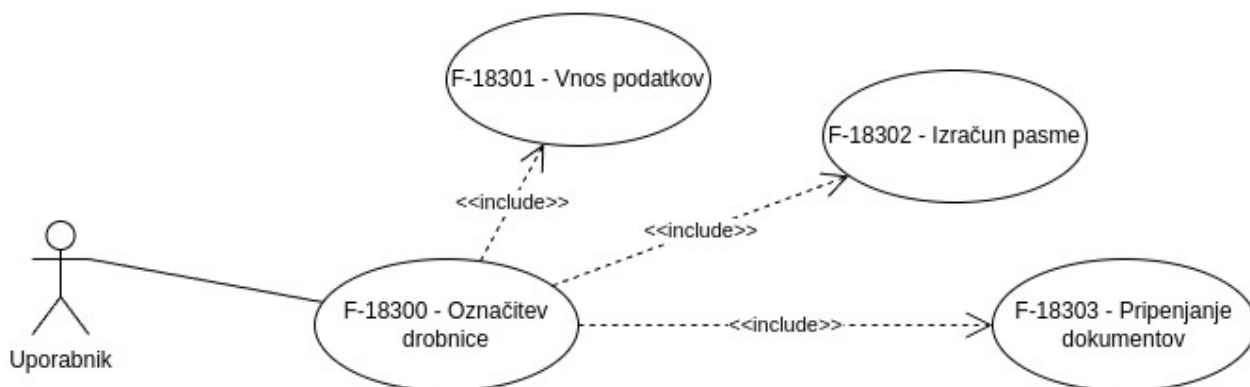 F-18301 - Vnos podatkov
F-18302 - Izračun pasme
<<include>>
<<include>>
F-18300 - Označitev
drobnice
<<include>>
F-18303 - Pripenjanje
dokumentov
Uporabnik